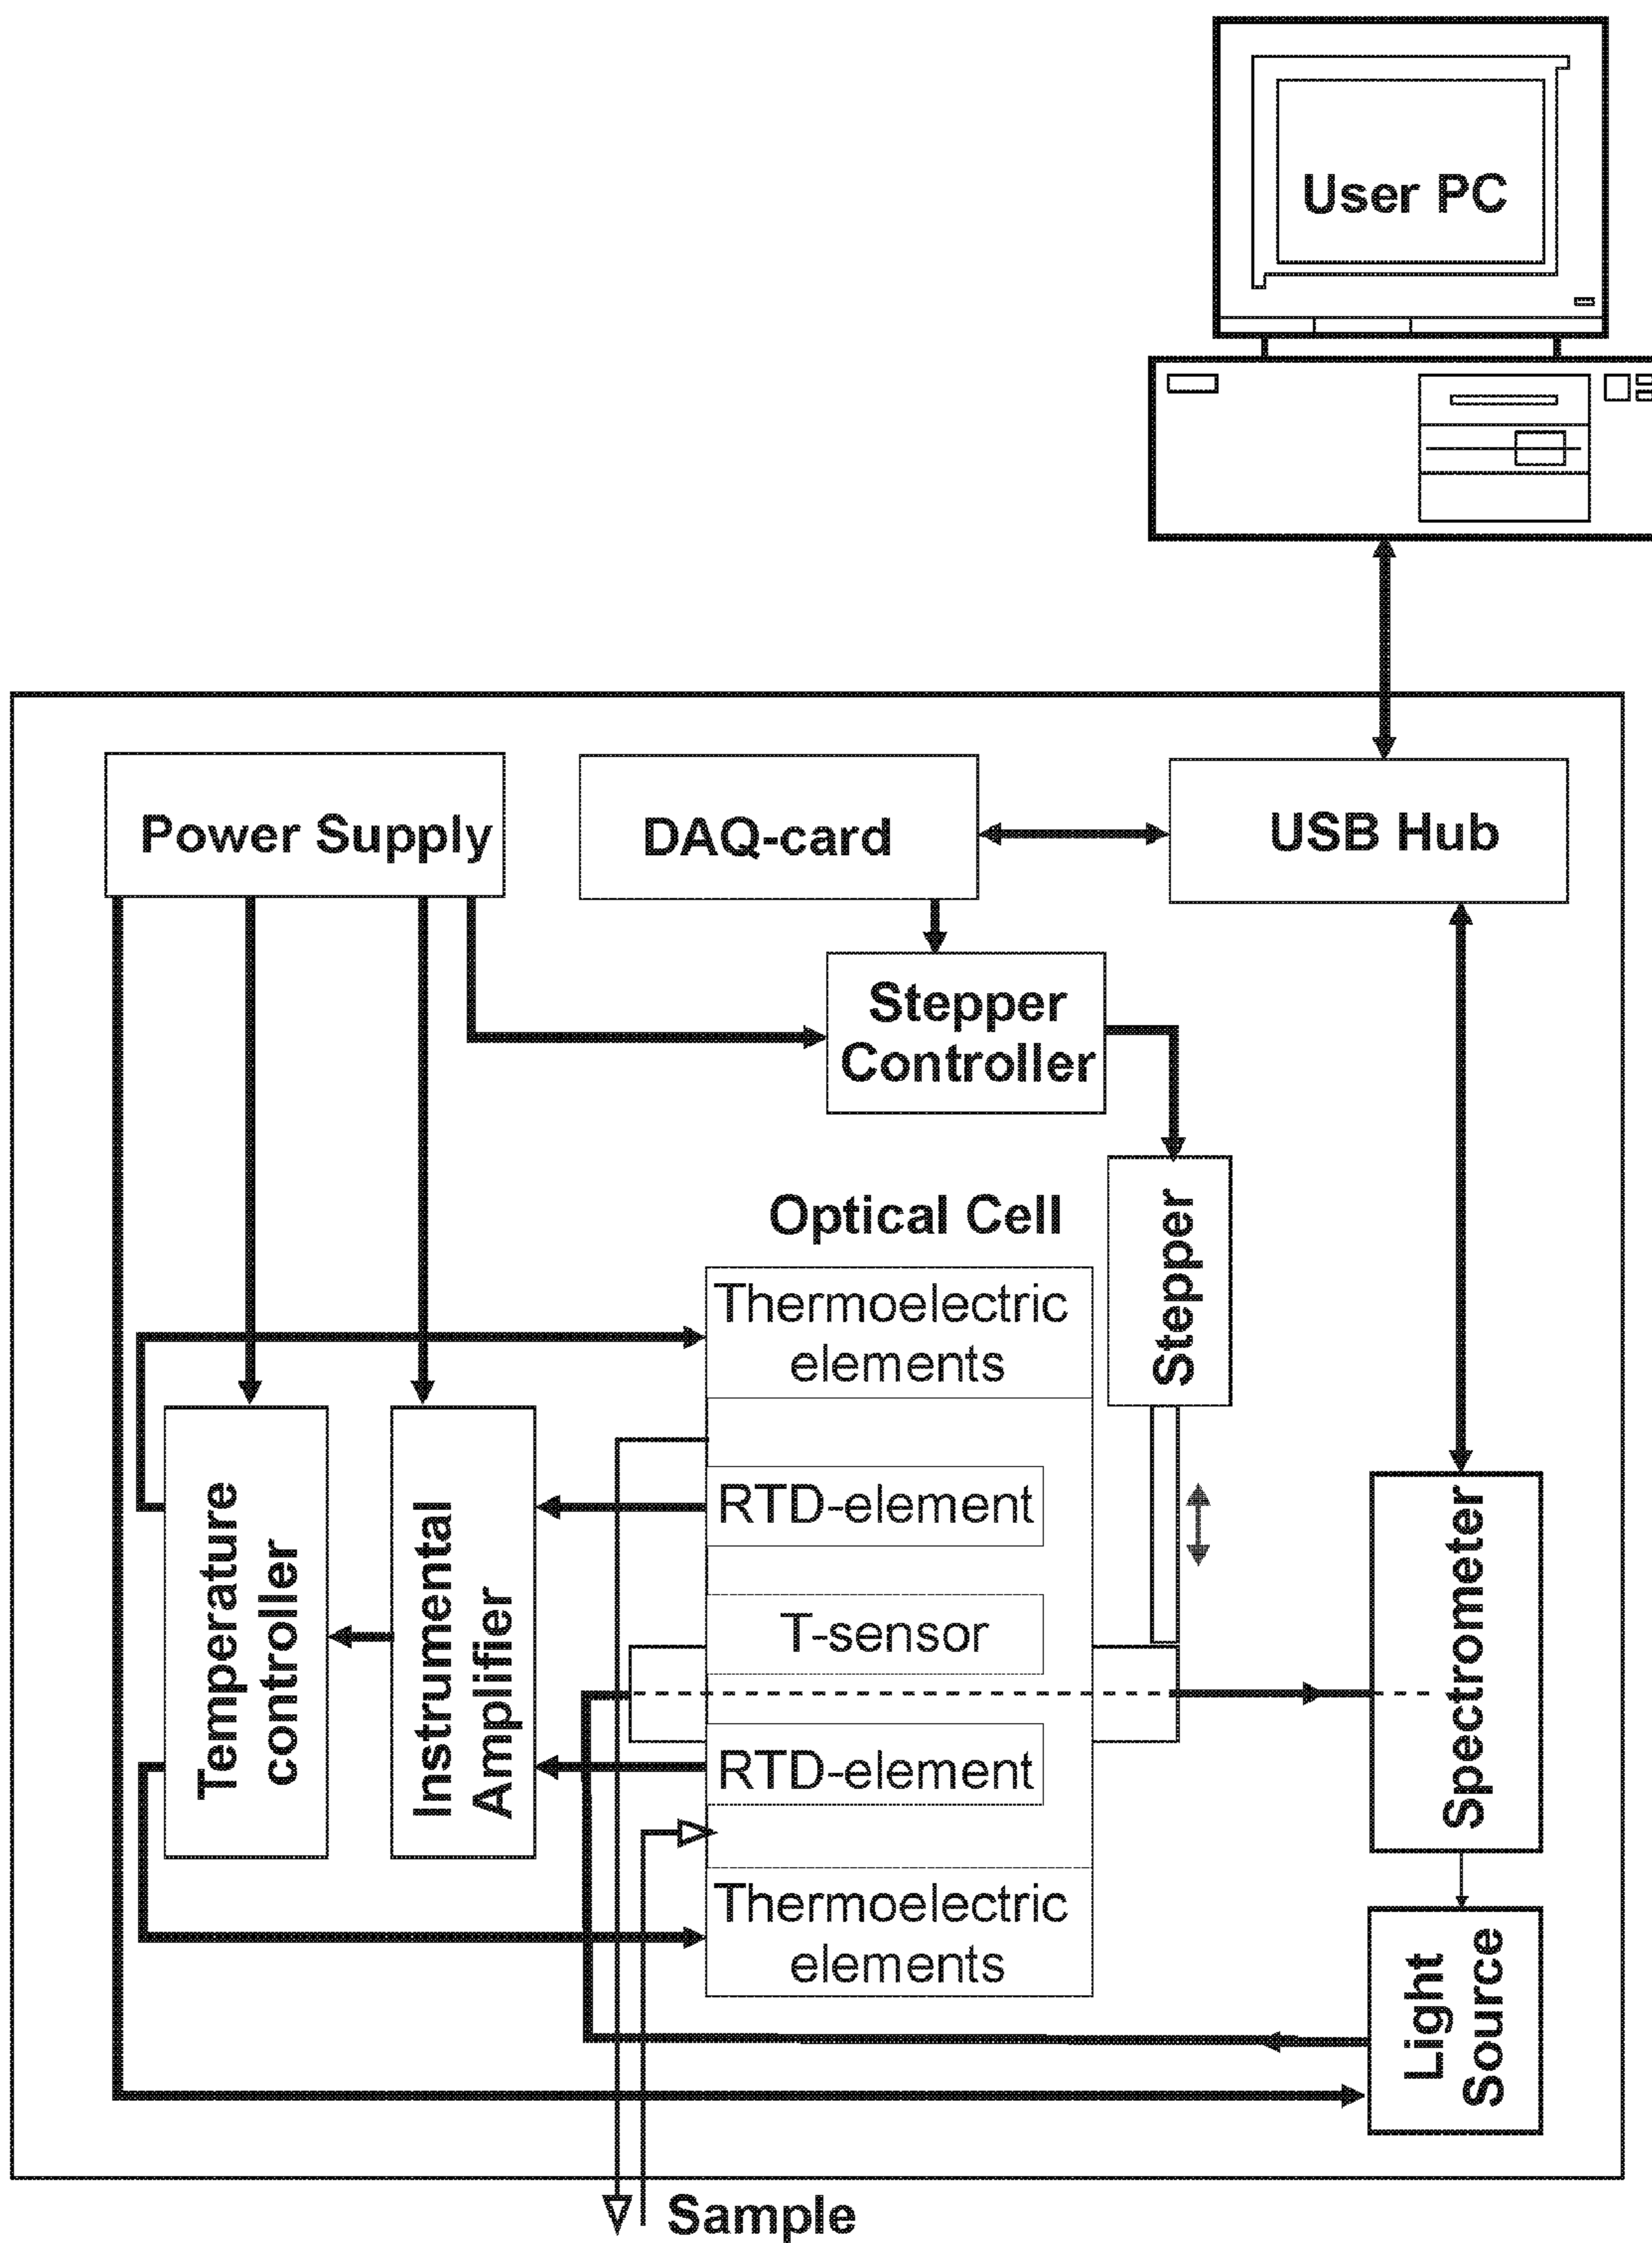 User PC
Power Supply
DAQ-card
USB Hub
Stepper
Controller
Optical Cell
Stepper
Thermoelectric
elements
RTD-element
T-sensor
RTD-element
Thermoelectric
elements
Temperature
controller
Instrumental
Amplifier
Spectrometer
Light
Source
Sample